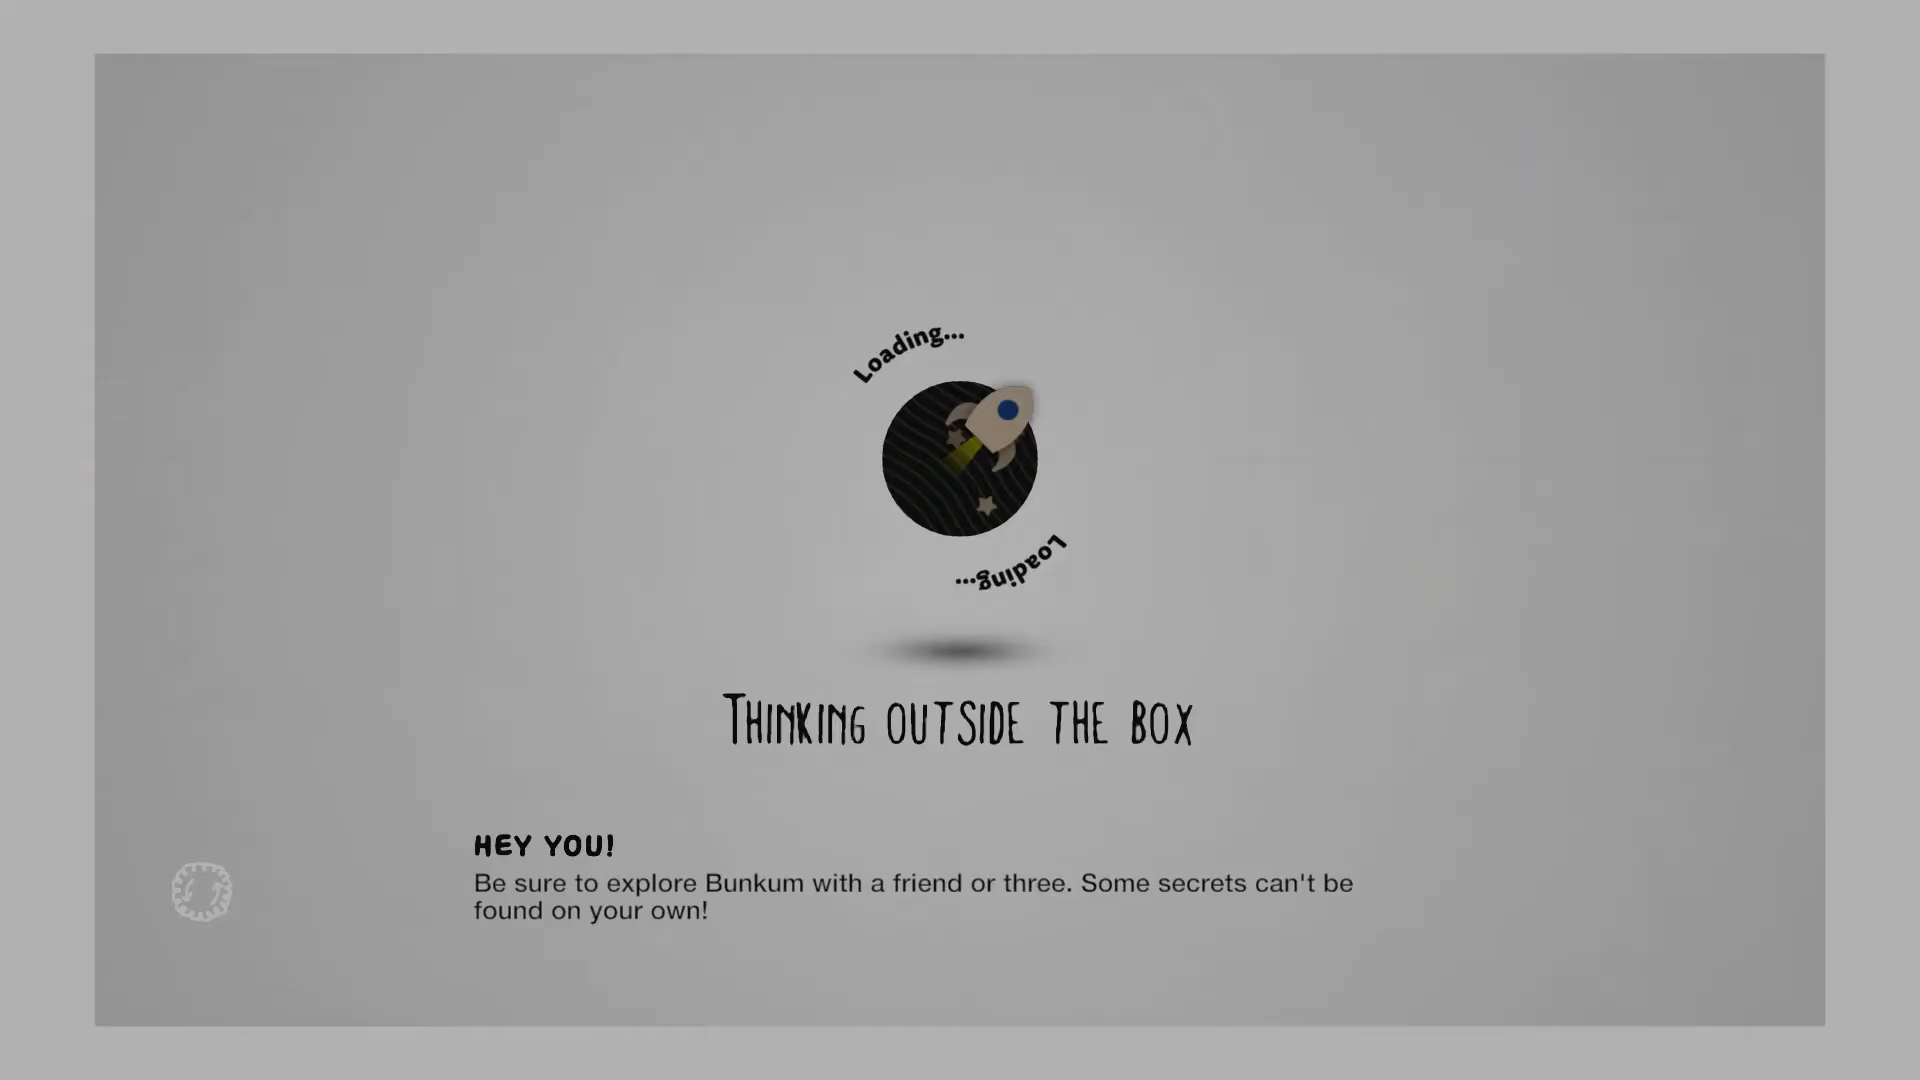 Loading...
Loading...
THINKING OUTSIDE THE BOX
HEY YOU!
Be sure to explore Bunkum with a friend or three. Some secrets can't be
found on your own!